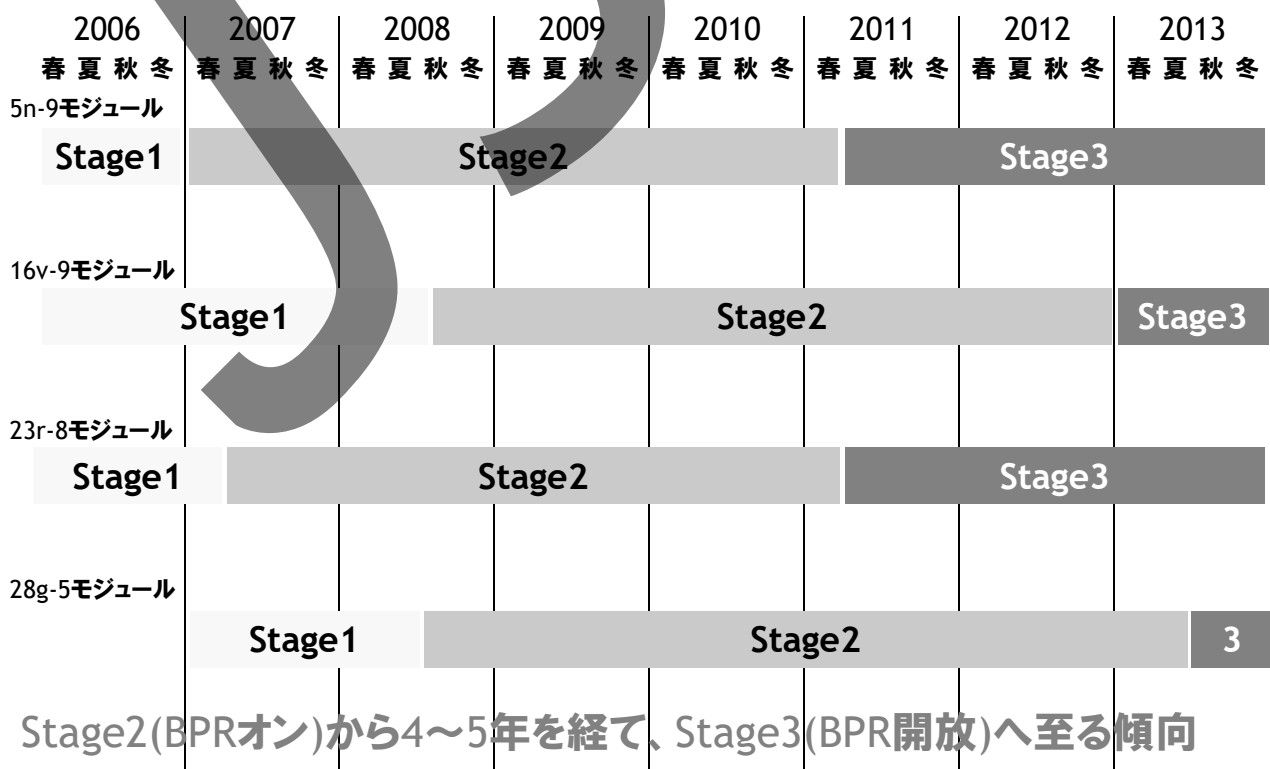 2006 2007 2008 2009 2010 2011 2012 2013
春 夏 秋 冬 春 夏 秋 冬 春 夏 秋 冬 春 夏 秋 冬 春 夏 秋 冬 春 夏 秋 冬 春 夏 秋 冬 春 夏 秋 冬
5n-9モジュール
Stage1 Stage2 Stage3
16v-9モジュール
Stage1 Stage2 Stage3
23r-8モジュール
Stage1 Stage2 Stage3
28g-5モジュール
Stage1 Stage2 3
Stage2(BPRオン)から4～5年を経て、Stage3(BPR開放)へ至る傾向